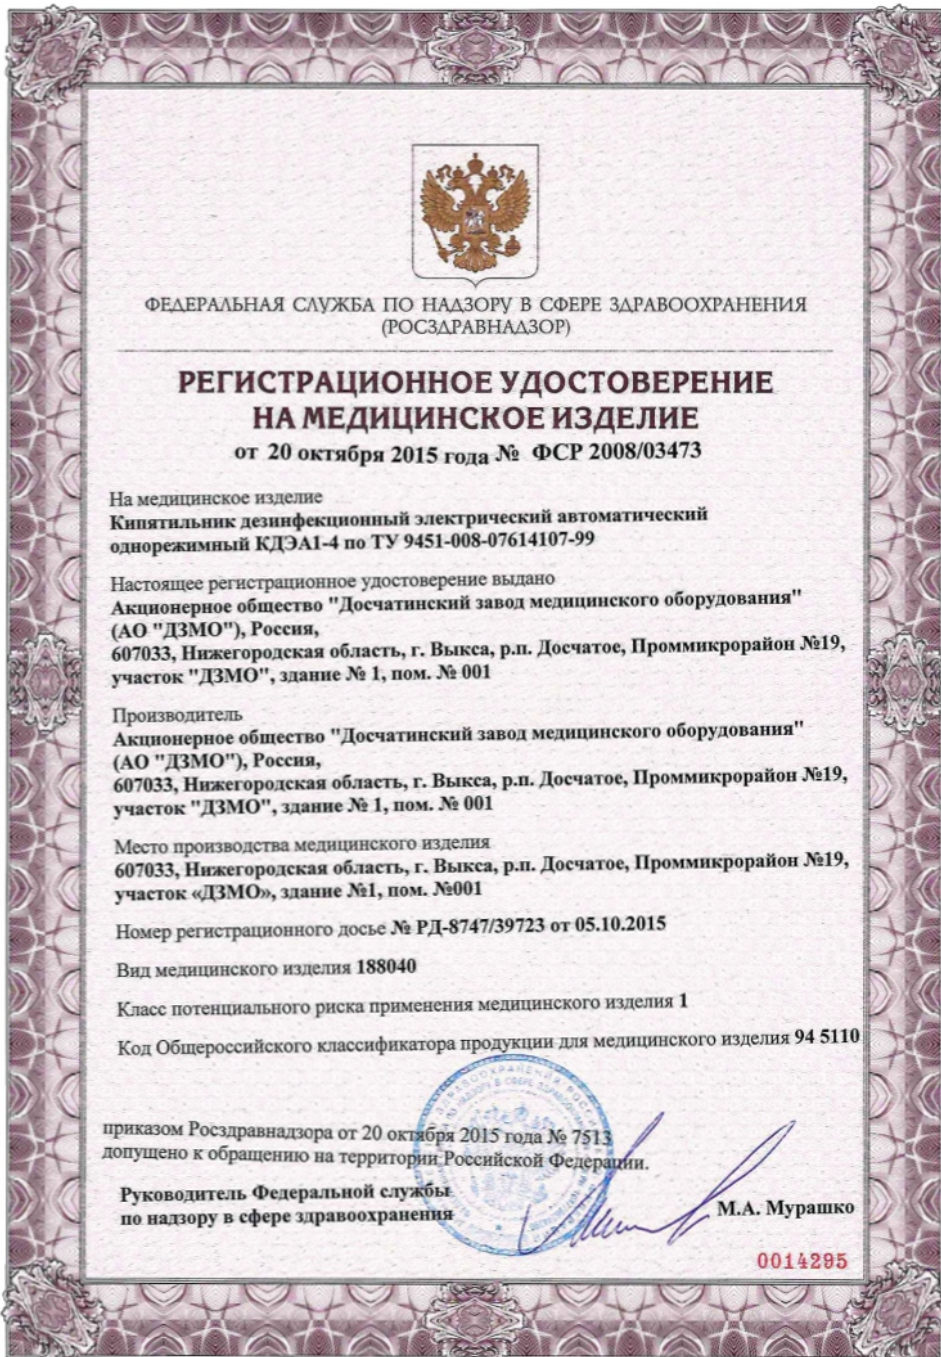 ФЕДЕРАЛЬНАЯ СЛУЖБА ПО НАДЗОРУ В СФЕРЕ ЗДРАВООХРАНЕНИЯ
(РОСЗДРАВНАДЗОР)
РЕГИСТРАЦИОННОЕ УДОСТОВЕРЕНИЕ
НА МЕДИЦИНСКОЕ ИЗДЕЛИЕ
от 20 октября 2015 года № ФСР 2008/03473
На медицинское изделие
Кипятильник дезинфекционный электрический автоматический
однорежимный КДЭА1-4 по ТУ 9451-008-07614107-99
Настоящее регистрационное удостоверение выдано
Акционерное общество "Досчатинский завод медицинского оборудования"
(АО "ДЗМО"), Россия,
607033, Нижегородская область, г. Выкса, р.п. Досчатое, Проммикрорайон №19,
участок "ДЗМО", здание № 1, пом. № 001
Производитель
Акционерное общество "Досчатинский завод медицинского оборудования"
(АО "ДЗМО"), Россия,
607033, Нижегородская область, г. Выкса, р.п. Досчатое, Проммикрорайон №19,
участок "ДЗМО", здание № 1, пом. № 001
Место производства медицинского изделия
607033, Нижегородская область, г. Выкса, р.п. Досчатое, Проммикрорайон №19,
участок «ДЗМО», здание №1, пом. №001
Номер регистрационного досье № РД-8747/39723 от 05.10.2015
Вид медицинского изделия 188040
Класс потенциального риска применения медицинского изделия 1
Код Общероссийского классификатора продукции для медицинского изделия 94 5110
приказом Росздравнадзора от 20 октября 2015 года № 7513
допущено к обращению на территории Российской Федерации.
Руководитель Федеральной службы
по надзору в сфере здравоохранения
М.А. Мурашко
0014295